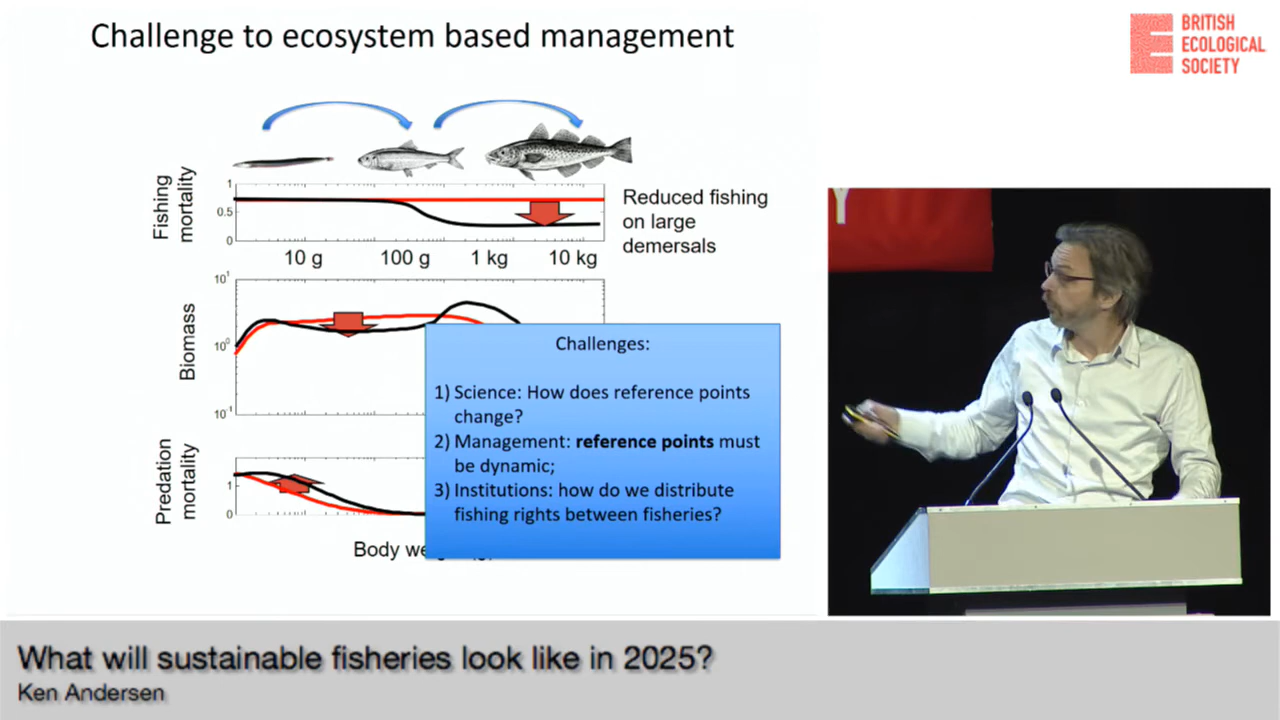 Challenge to ecosystem based management
BRITISH
ECOLOGICAL
SOCIETY
Fishing
mortality
1
0.5
0
10 g
100 g
1 kg
10 kg
Reduced fishing
on large
demersals
Biomass
10¹
10⁰
10⁻¹
Challenges:
1) Science: How does reference points
change?
2) Management: reference points must
be dynamic;
3) Institutions: how do we distribute
fishing rights between fisheries?
Predation
mortality
1
0
Body
Y
What will sustainable fisheries look like in 2025?
Ken Andersen